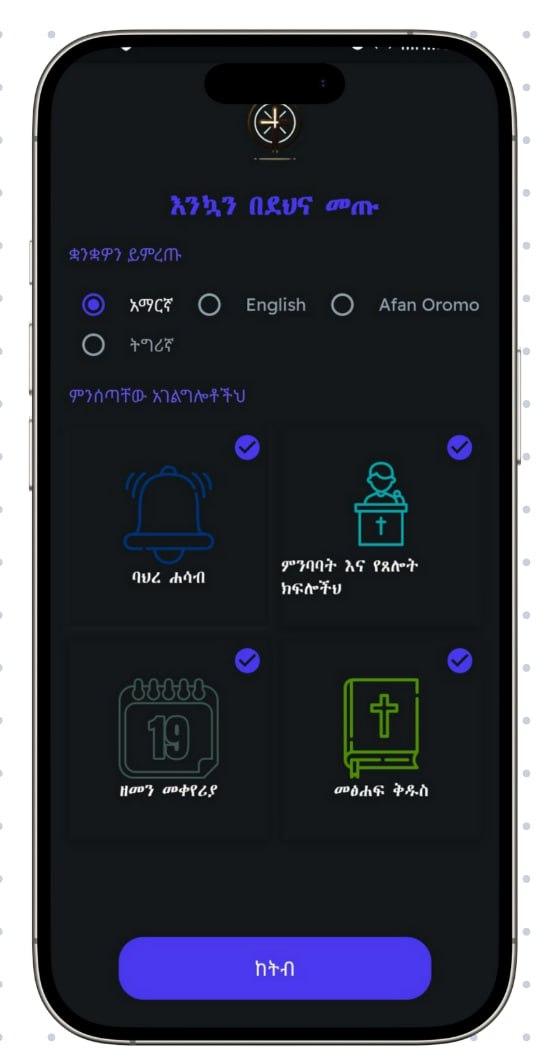 እንኳን በደህና መጡ
ቋንቋዎን ይምረጡ
አማርኛ English Afan Oromo
ትግሪኛ
ምንሰጣቸው አገልግሎቶችህ
ባህረ ሐሳብ
ምንባባት እና የጸሎት
ክፍሎችህ
19
ዘመን መቀየሪያ
መፅሐፍ ቅዱስ
ከትብ